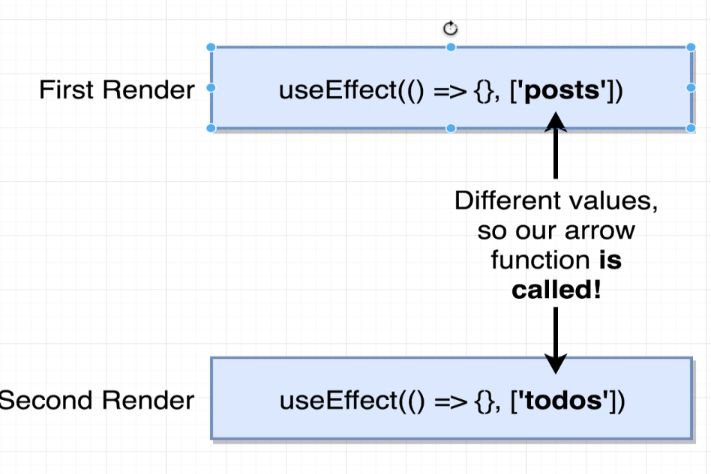 First Render
useEffect(() => {}, ['posts'])
Different values,
so our arrow
function is
called!
Second Render
useEffect(() => {}, ['todos'])